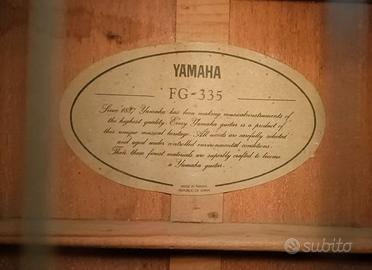 YAMAHA
FG-335
Since 1887 Yamaha has been making musical instruments of
the highest quality. Every Yamaha guitar is a product of
this unique musical heritage. All woods are carefully selected
and aged under controlled environmental conditions.
Then these finest materials are expertly crafted to become
a Yamaha guitar.
MADE IN TAIWAN
REPUBLIC OF CHINA
subito